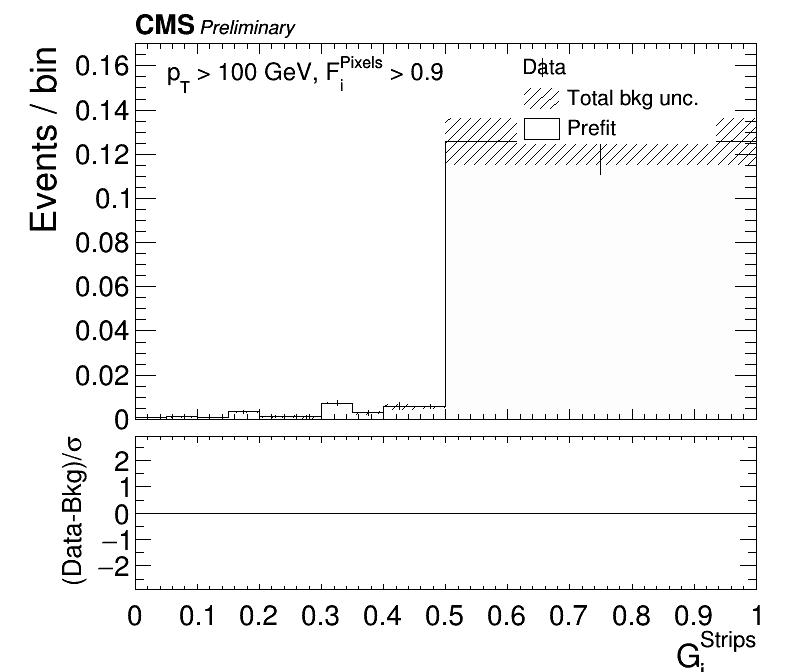 CMS Preliminary
Events / bin
0.16
0.14
0.12
0.1
0.08
0.06
0.04
0.02
0
p_T > 100 GeV, F_i^Pixels > 0.9
Data
Total bkg unc.
Prefit
(Data-Bkg)/σ
2
1
0
−1
−2
0 0.1 0.2 0.3 0.4 0.5 0.6 0.7 0.8 0.9 1
G_i^Strips